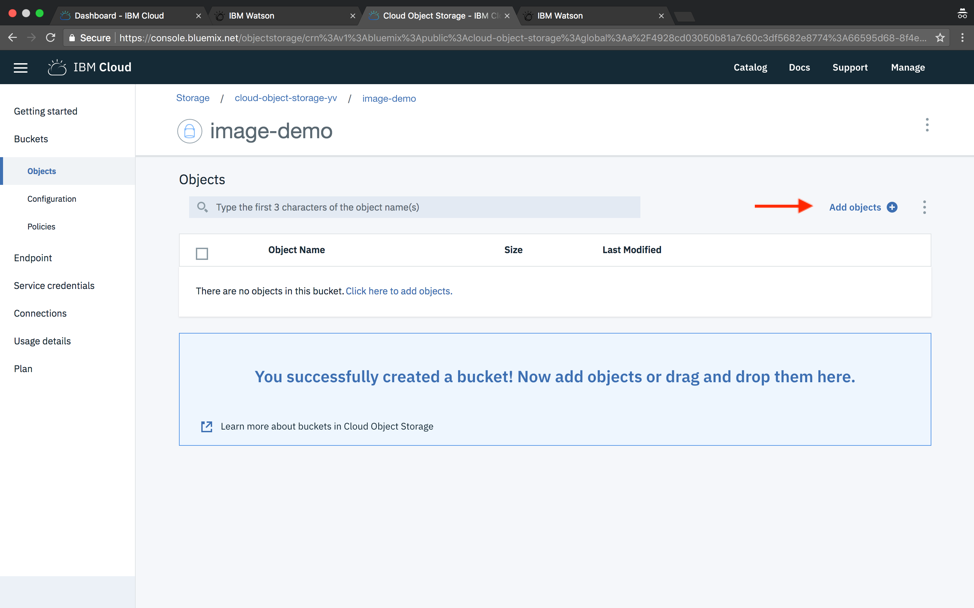 Dashboard - IBM Cloud
IBM Watson
Cloud Object Storage - IBM C
IBM Watson
Secure https://console.bluemix.net/objectstorage/crn%3Av1%3Abluemix%3Apublic%3Acloud-object-storage%3Aglobal%3Aa%2F4928cd03050b81a7c60c3df5682e8774%3A66595d68-8f4e...
IBM Cloud
Catalog Docs Support Manage
Getting started
Buckets
Objects
Configuration
Policies
Endpoint
Service credentials
Connections
Usage details
Plan
Storage / cloud-object-storage-yv / image-demo
image-demo
Objects
Type the first 3 characters of the object name(s)
Add objects
Object Name Size Last Modified
There are no objects in this bucket. Click here to add objects.
You successfully created a bucket! Now add objects or drag and drop them here.
Learn more about buckets in Cloud Object Storage